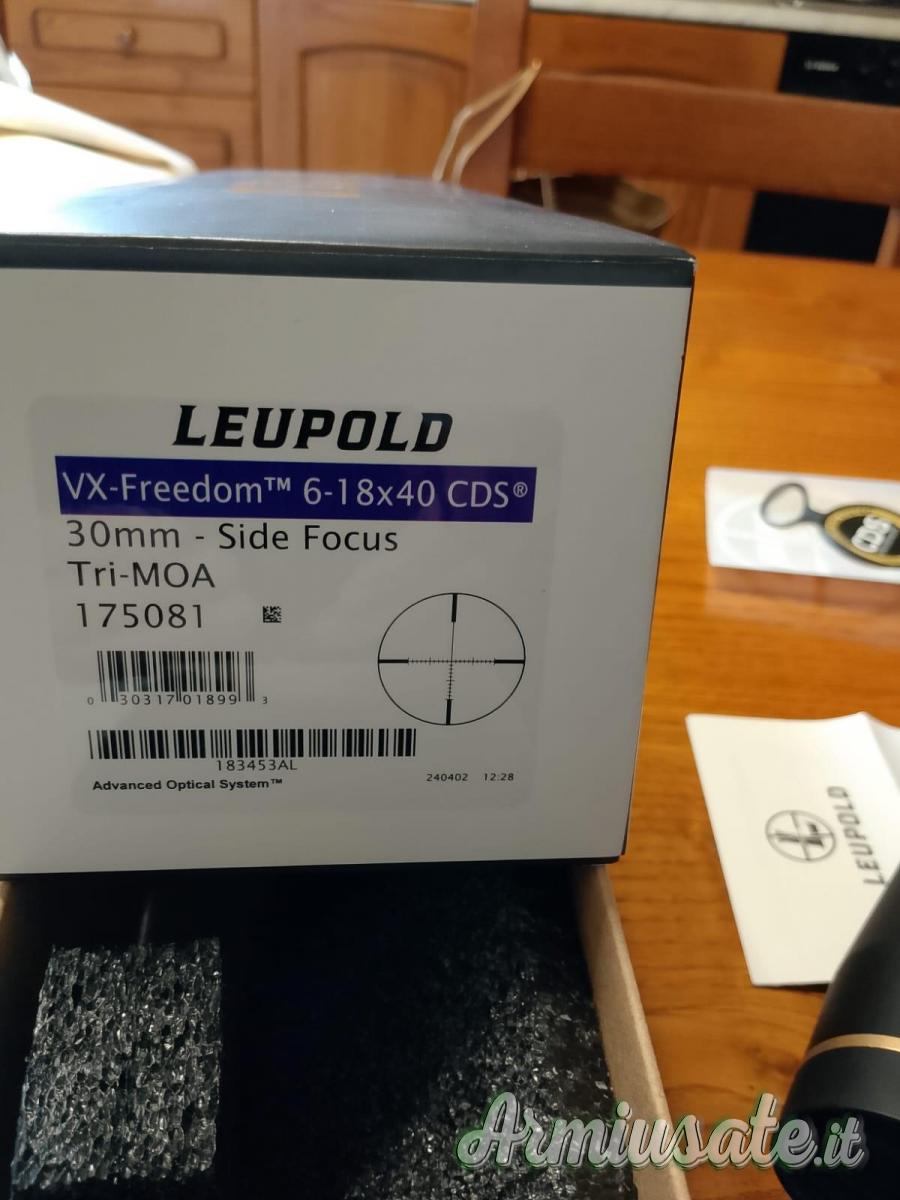 LEUPOLD
VX-Freedom™ 6-18x40 CDS®
30mm - Side Focus
Tri-MOA
175081
0 30317 01899 3
183453AL
Advanced Optical System™
240402 12:28
CDS
LEUPOLD
Armiusate.it